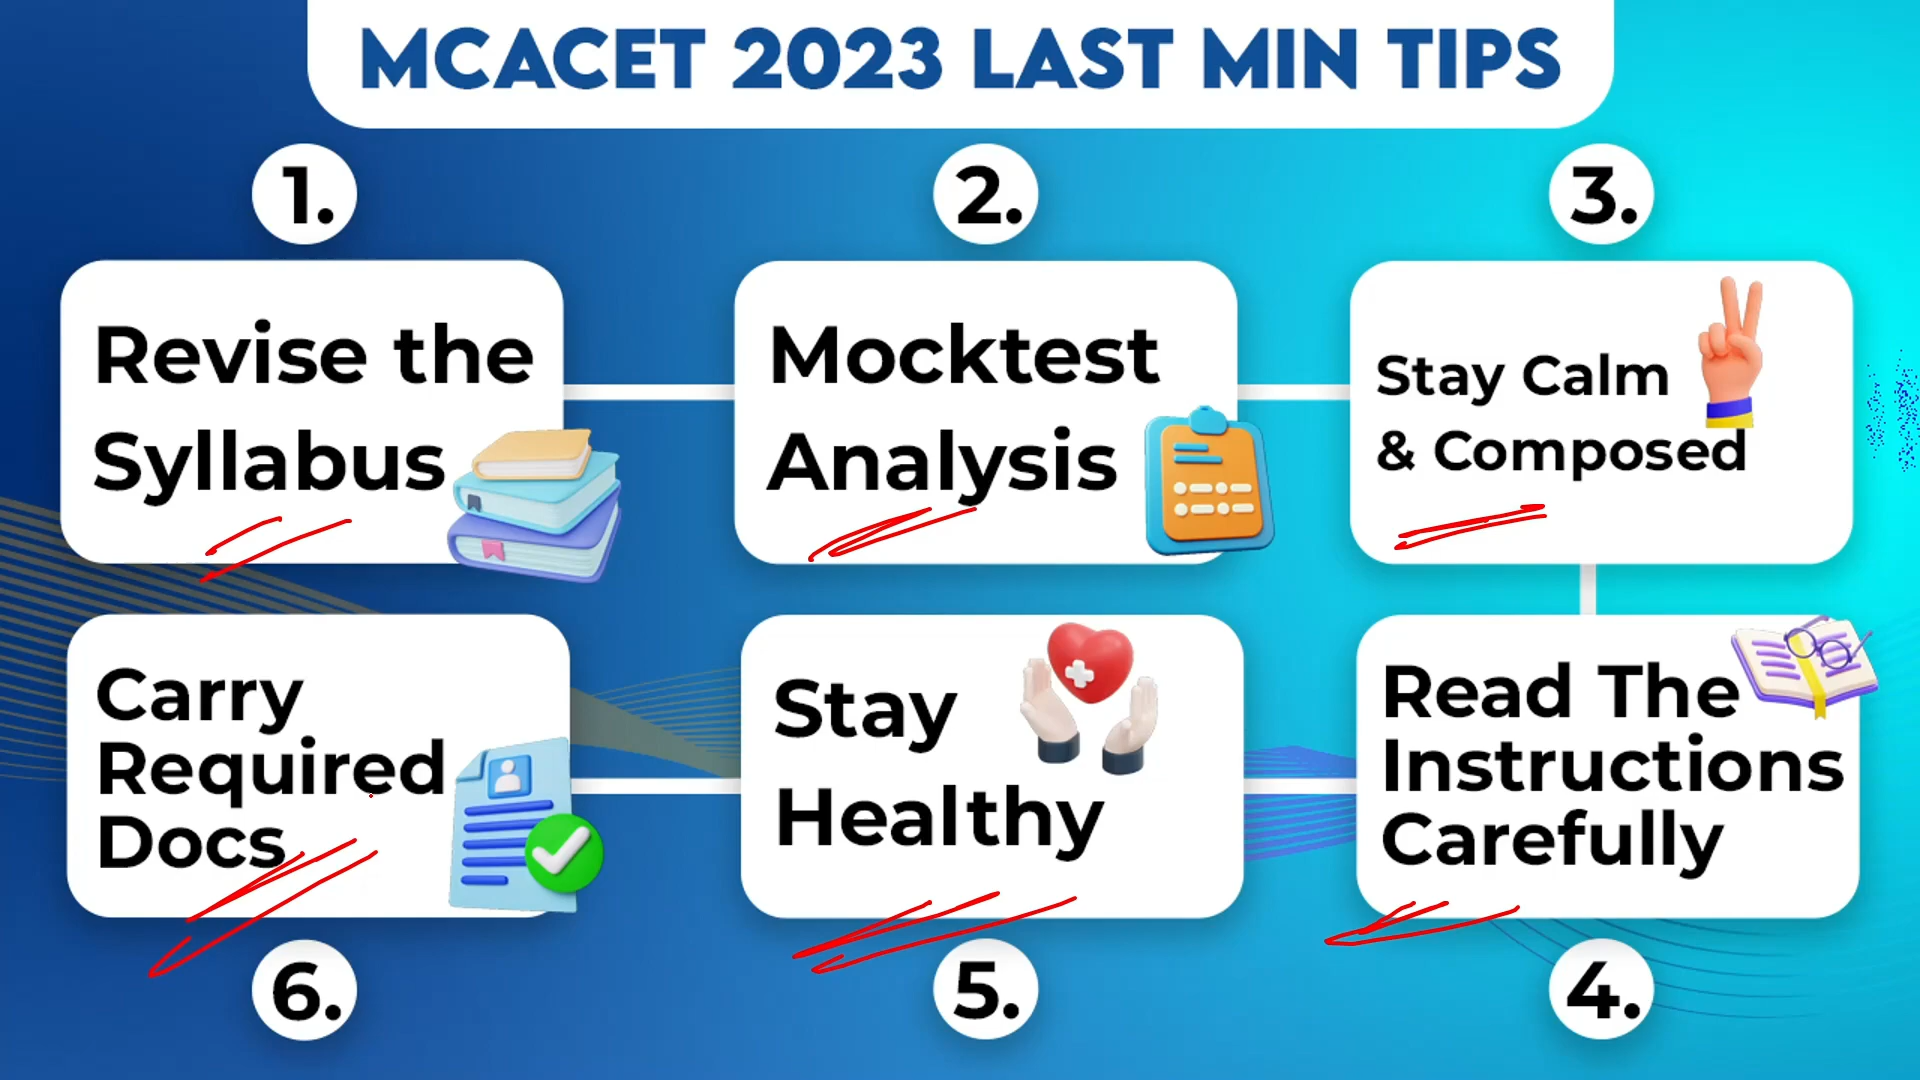 MCACET 2023 LAST MIN TIPS
1.
Revise the
Syllabus
2.
Mocktest
Analysis
3.
Stay Calm
& Composed
Read The
Instructions
Carefully
4.
Stay
Healthy
5.
Carry
Required
Docs
6.